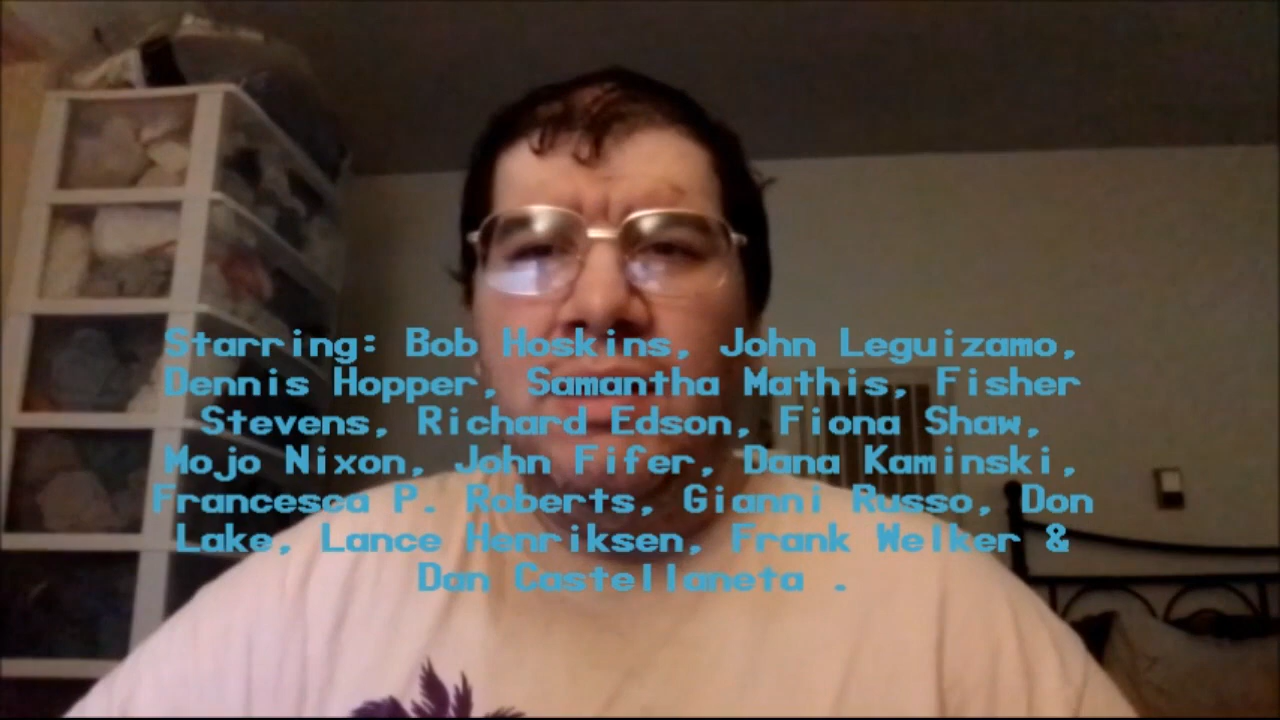 Starring: Bob Hoskins, John Leguizamo,
Dennis Hopper, Samantha Mathis, Fisher
Stevens, Richard Edson, Fiona Shaw,
Mojo Nixon, John Fifer, Dana Kaminski,
Francesca P. Roberts, Gianni Russo, Don
Lake, Lance Henriksen, Frank Welker &
Dan Castellaneta .